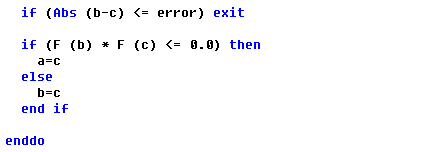 if (Abs (b-c) <= error) exit
if (F (b) * F (c) <= 0.0) then
a=c
else
b=c
end if
enddo